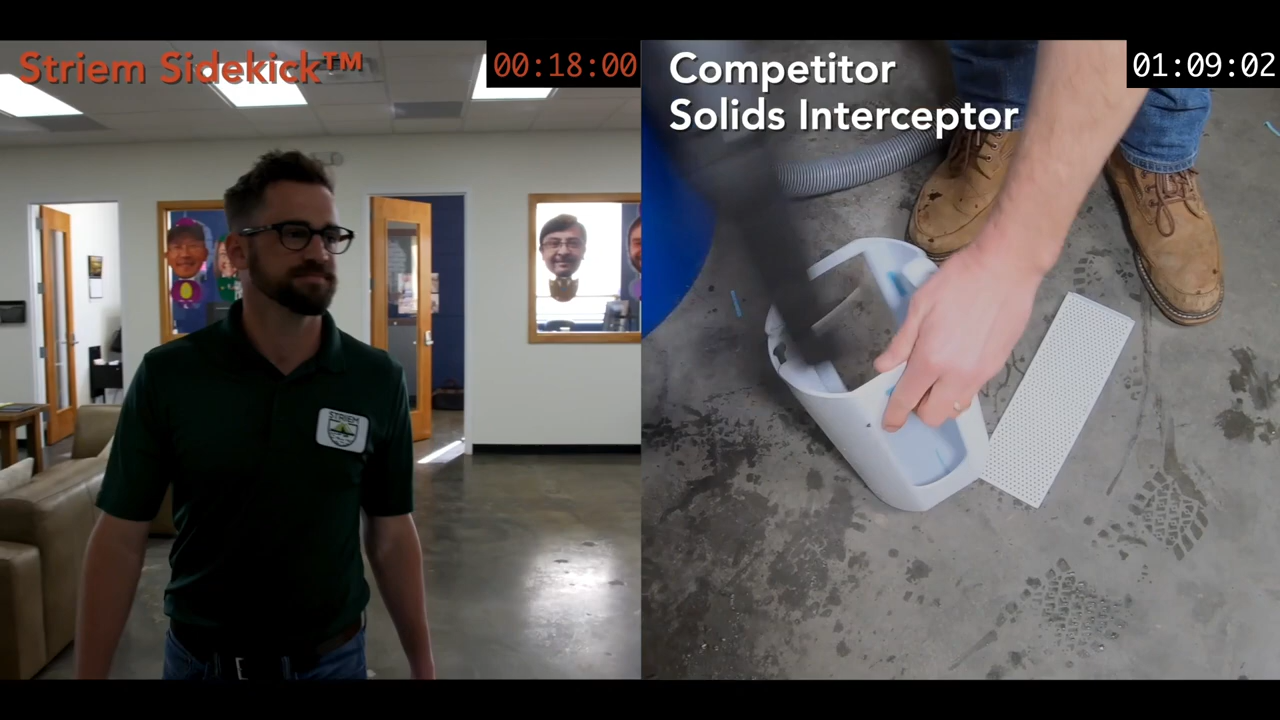 Striem Sidekick™
00:18:00
Competitor
Solids Interceptor
01:09:02
STRIEM